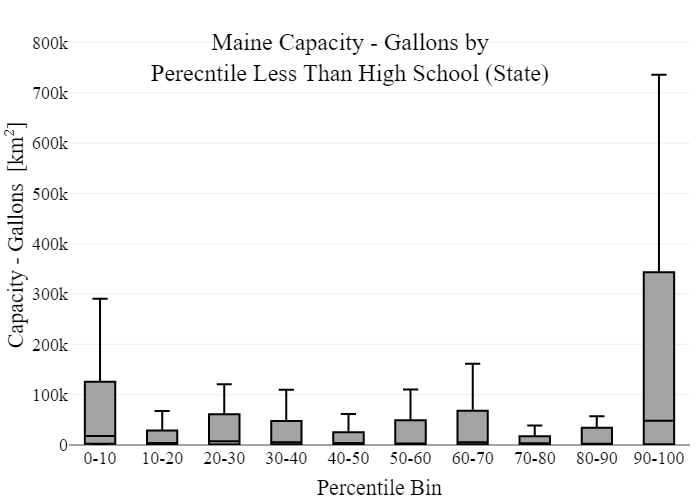 Maine Capacity - Gallons by
Perecntile Less Than High School (State)
Capacity - Gallons [km²]
800k
700k
600k
500k
400k
300k
200k
100k
0
0-10 10-20 20-30 30-40 40-50 50-60 60-70 70-80 80-90 90-100
Percentile Bin